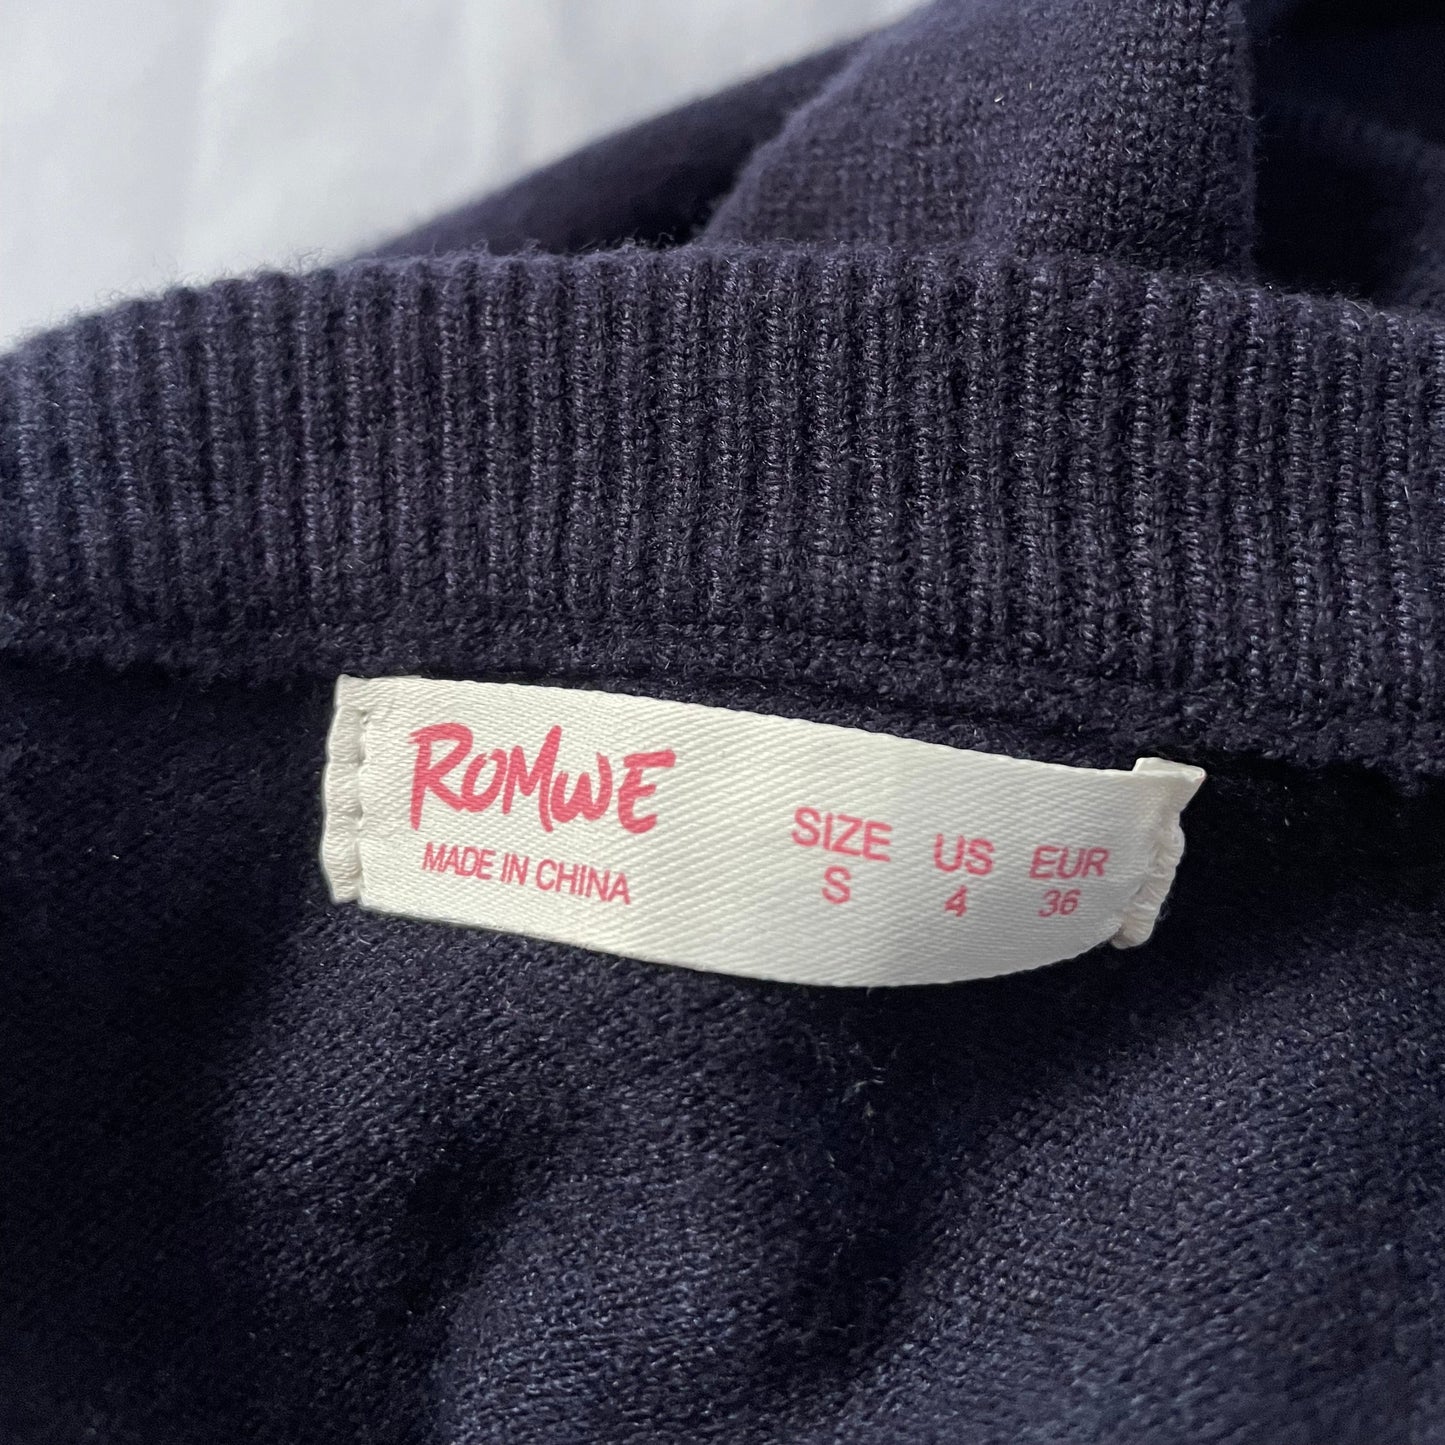 ROMWE
MADE IN CHINA
SIZE US EUR
S 4 36